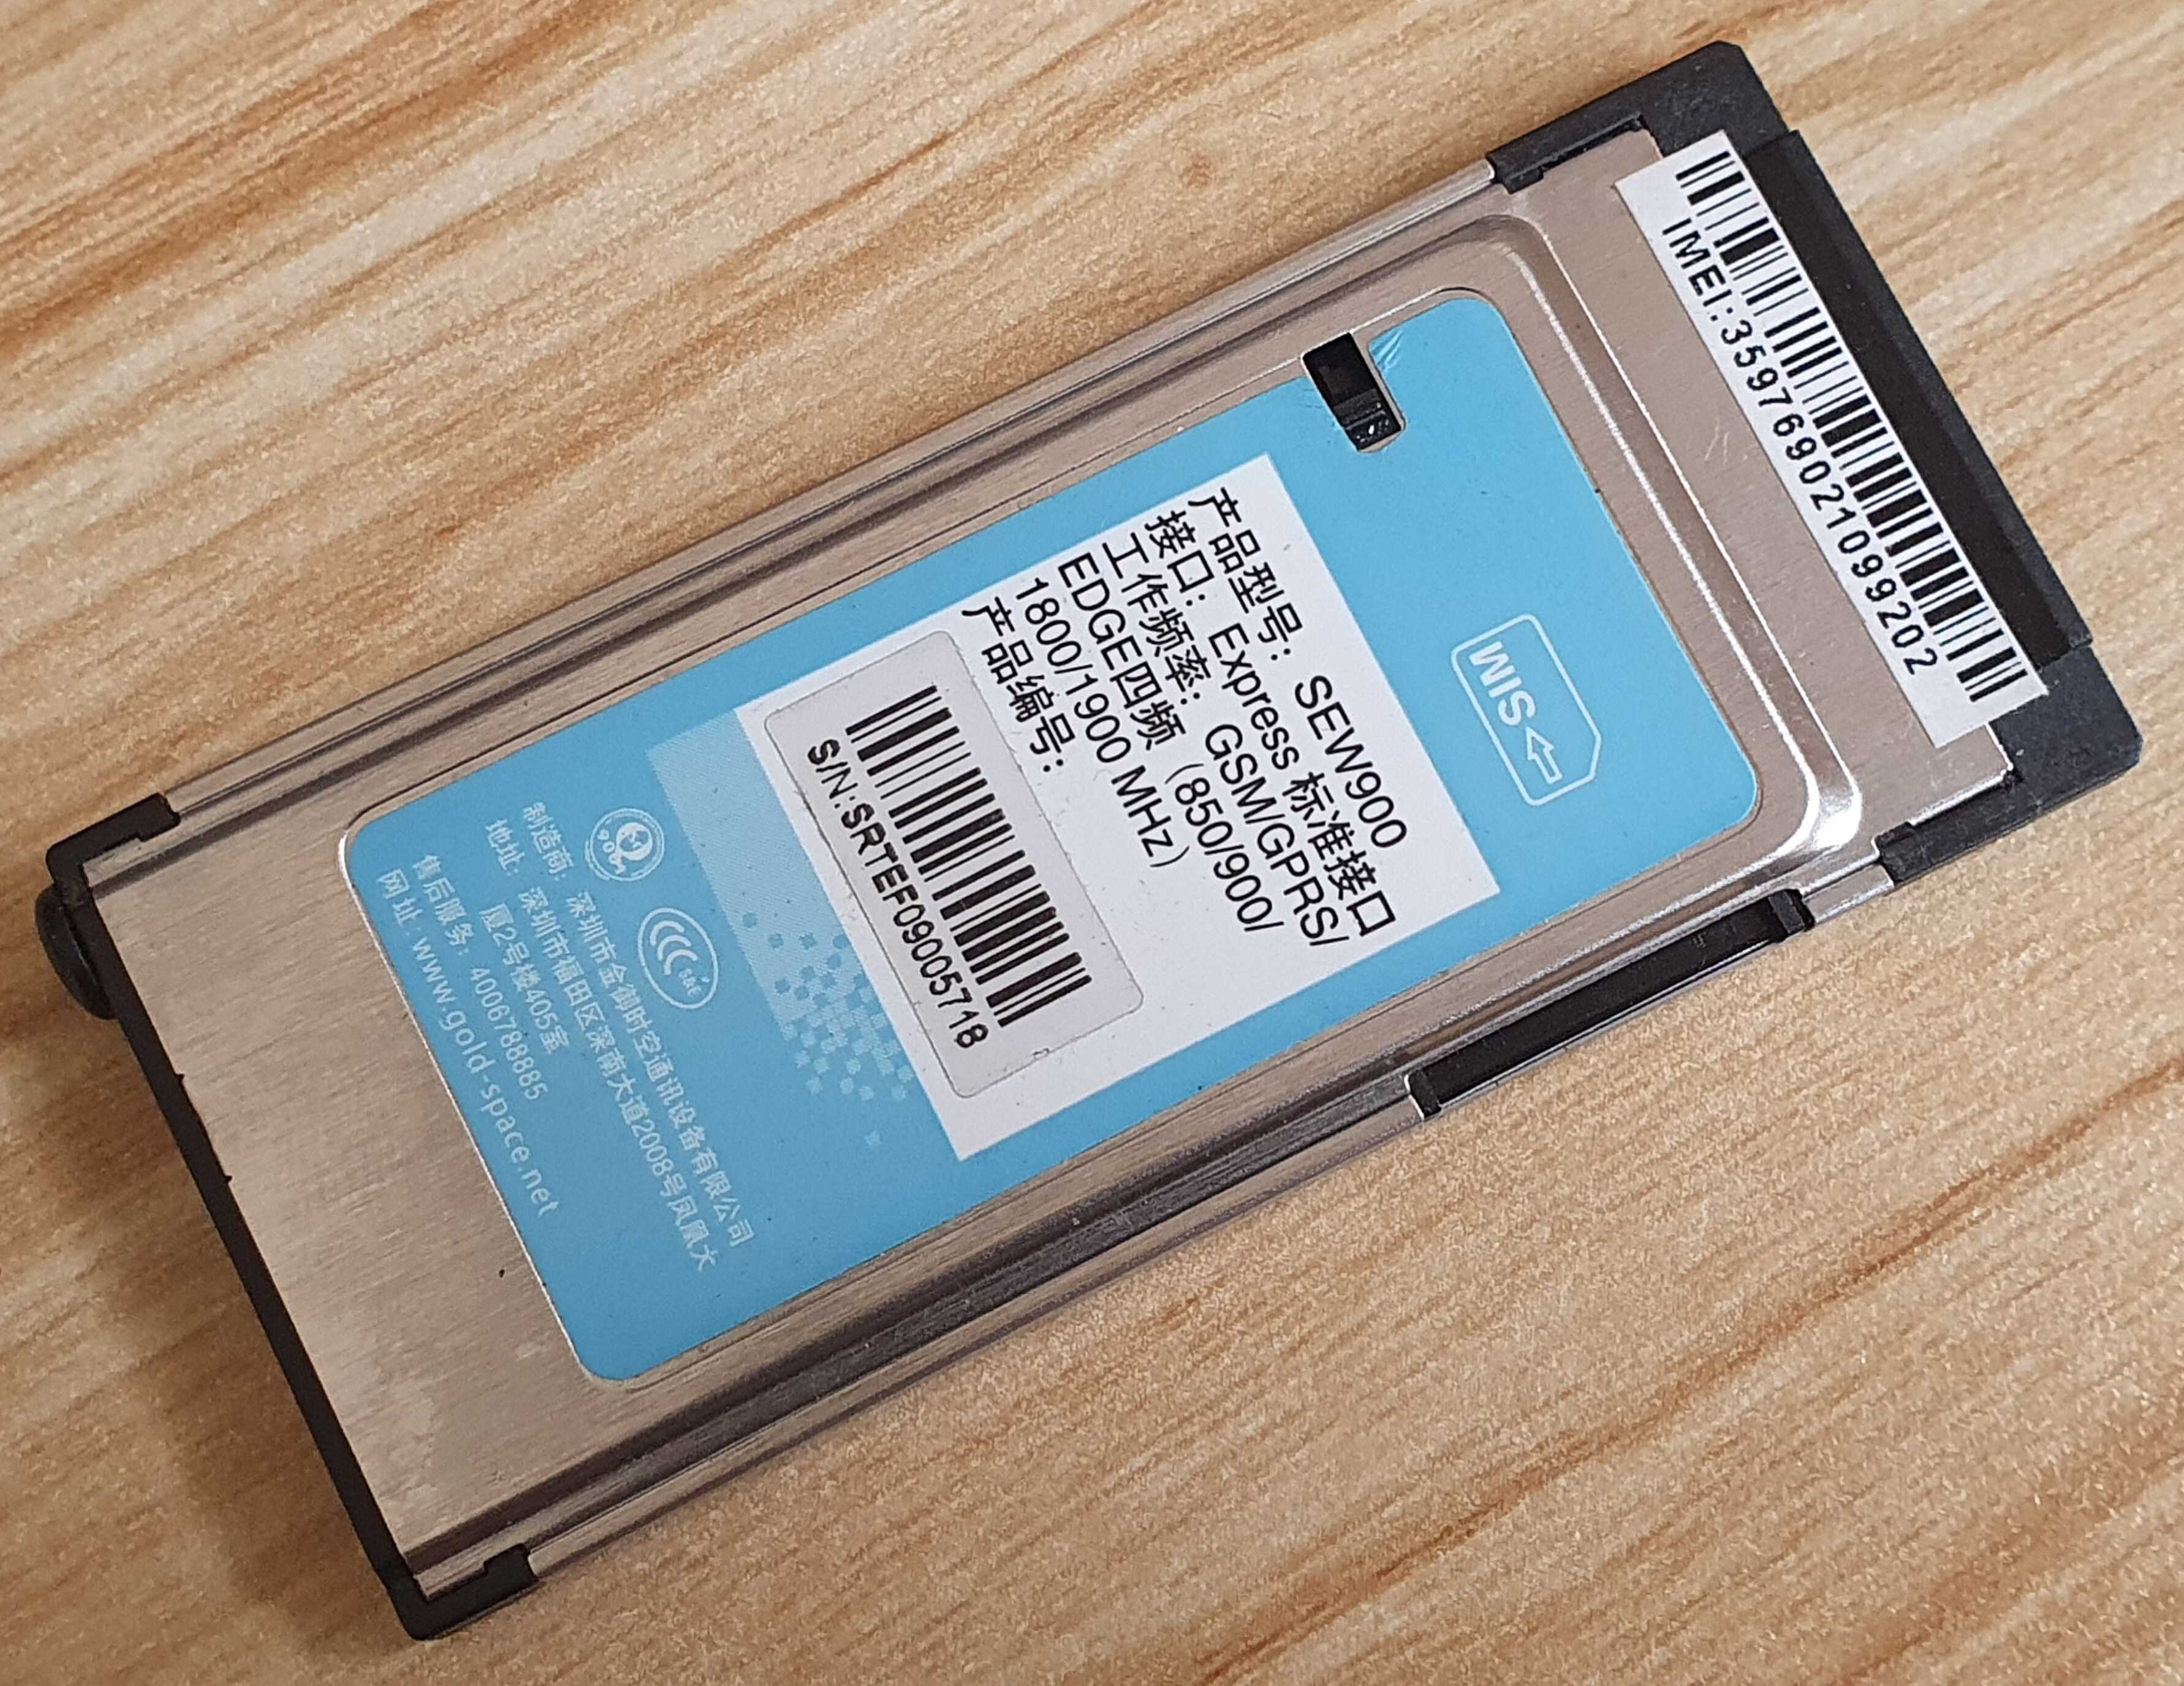 IMEI:359769021099202
SIM
产品型号：SEW900
接口：Express 标准接口
工作频率：GSM/GPRS/
EDGE四频（850/900/
1800/1900 MHz）
产品编号：
S/N:SRTEF09005718
CCC S&E
制造商：深圳市金御时空通讯设备有限公司
地址：深圳市福田区深南大道2008号凤凰大
厦2号楼405室
售后服务：4006788885
网址：www.gold-space.net